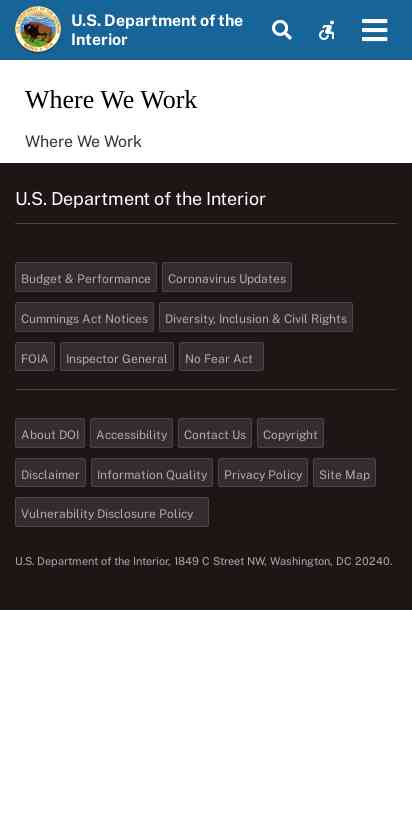 U.S. Department of the
Interior
Where We Work
Where We Work
U.S. Department of the Interior
Budget & Performance Coronavirus Updates
Cummings Act Notices Diversity, Inclusion & Civil Rights
FOIA Inspector General No Fear Act
About DOI Accessibility Contact Us Copyright
Disclaimer Information Quality Privacy Policy Site Map
Vulnerability Disclosure Policy
U.S. Department of the Interior, 1849 C Street NW, Washington, DC 20240.